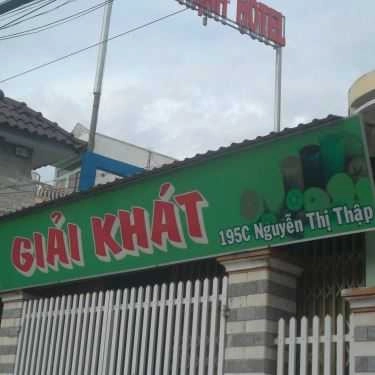 HOTEL
GIẢI KHÁT
195C Nguyễn Thị Thập